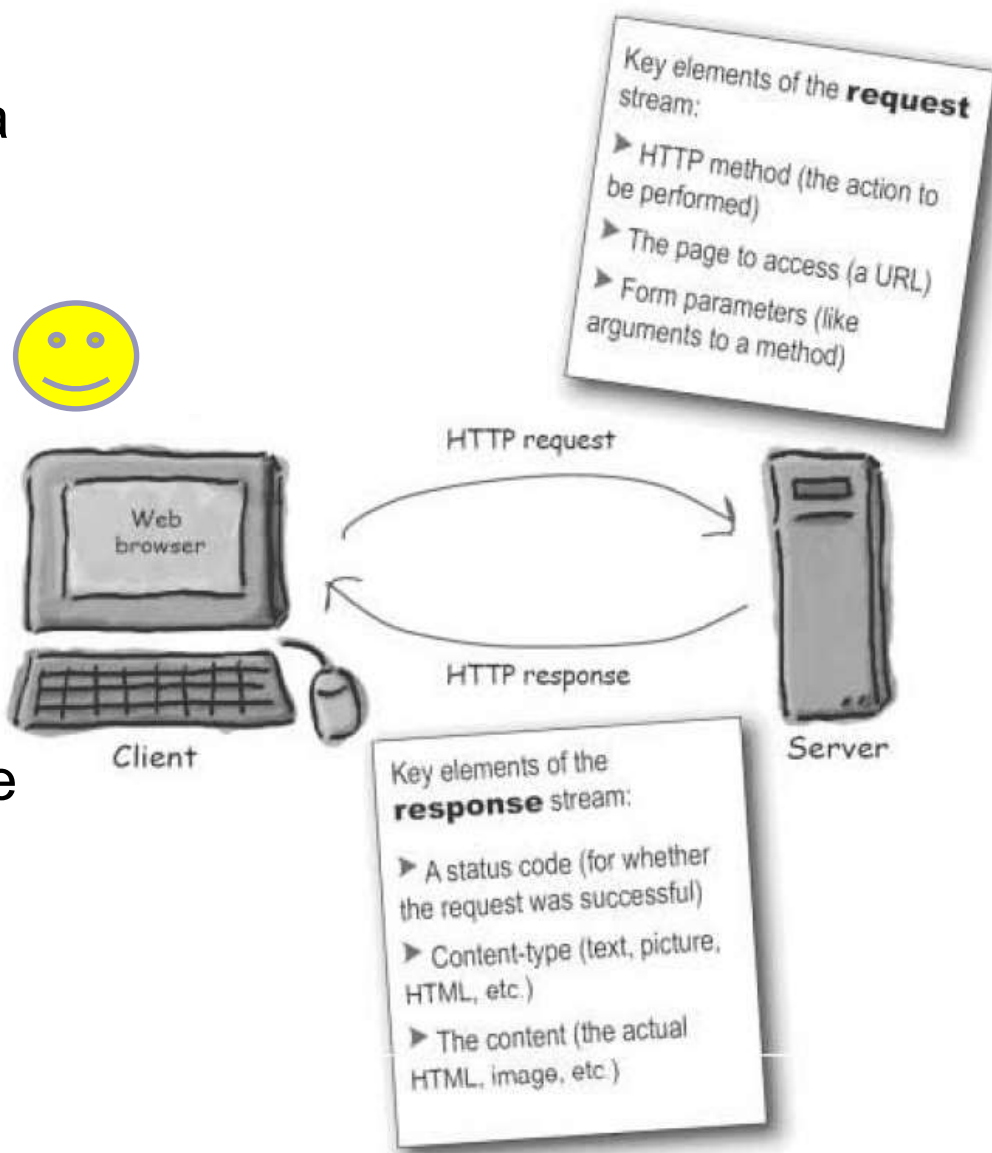 a
Key elements of the request
stream:
➤ HTTP method (the action to
be performed)
➤ The page to access (a URL)
➤ Form parameters (like
arguments to a method)
HTTP request
Web
browser
HTTP response
Client
Server
e
Key elements of the
response stream:
➤ A status code (for whether
the request was successful)
➤ Content-type (text, picture,
HTML, etc.)
➤ The content (the actual
HTML, image, etc.)